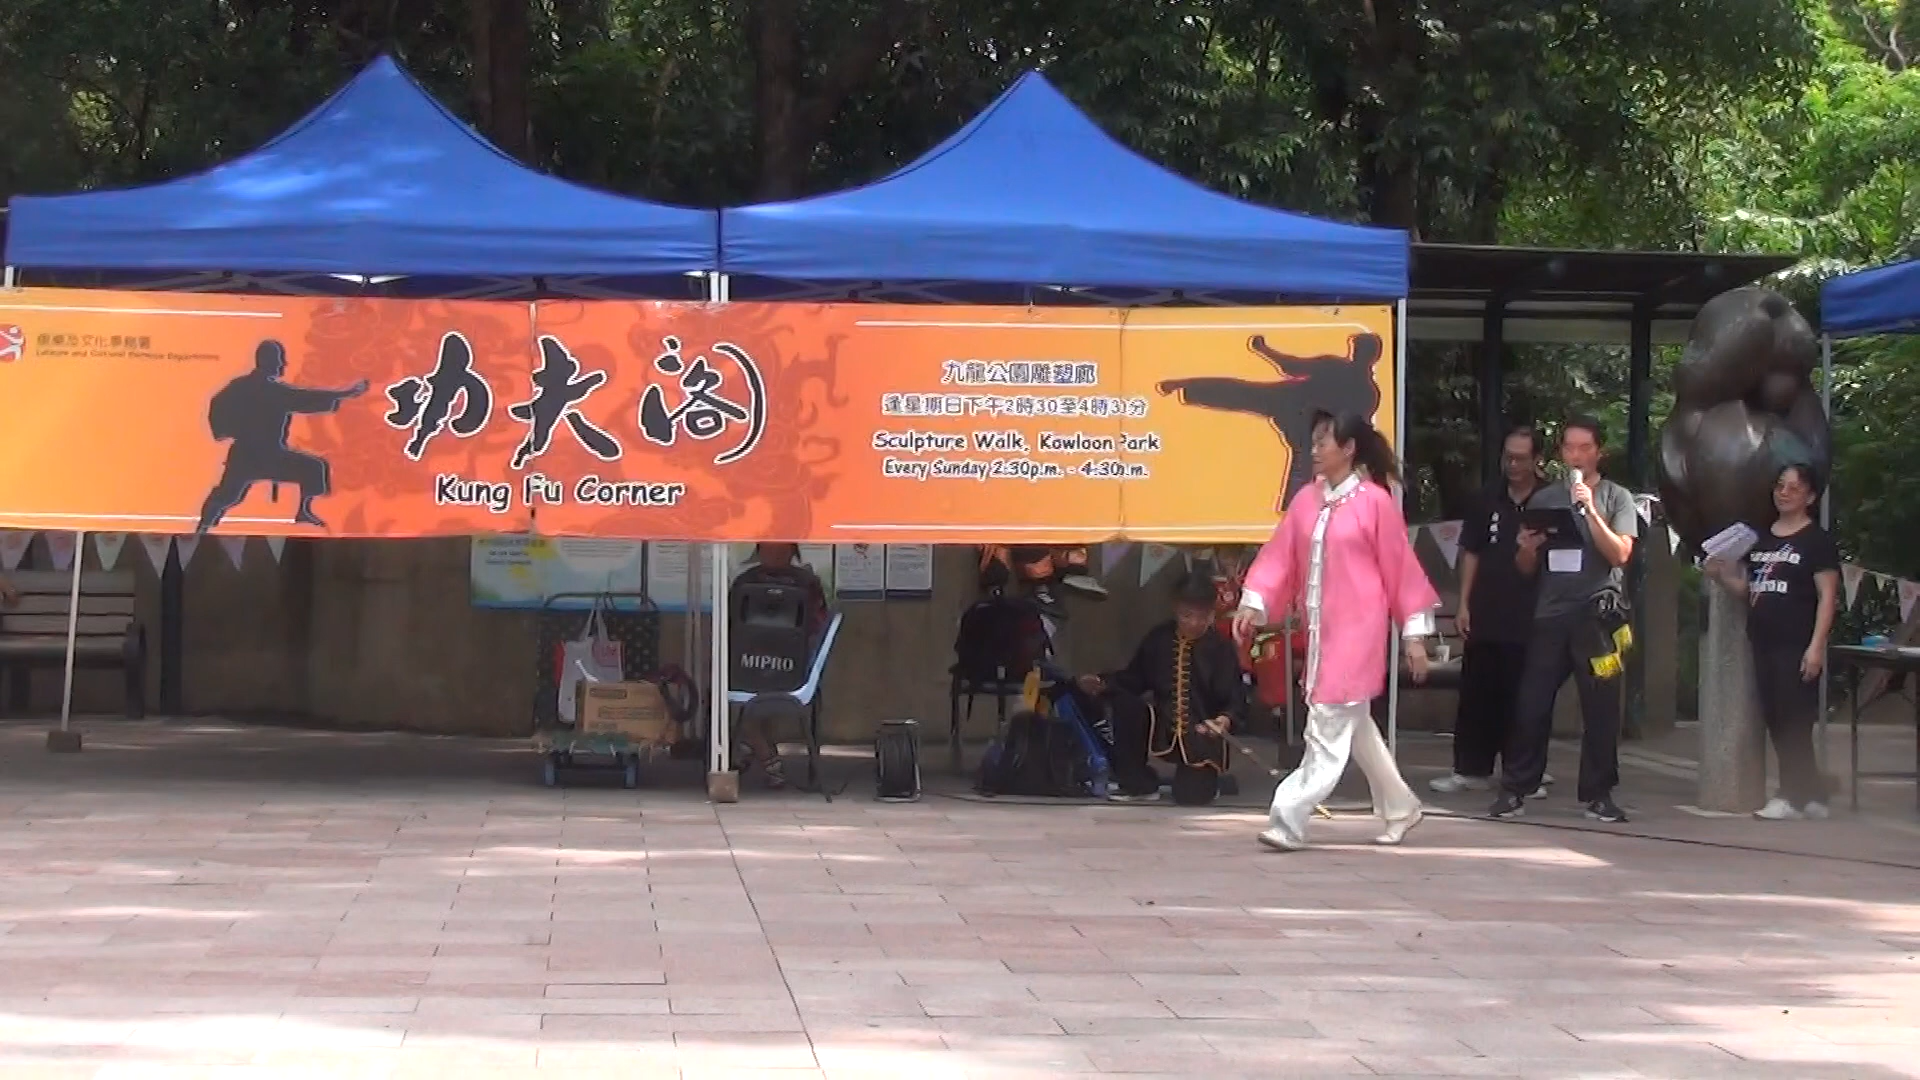 康樂及文化事務署
Leisure and Cultural Services Department
功夫閣
Kung Fu Corner
九龍公園雕塑廊
逢星期日下午2時30至4時30分
Sculpture Walk, Kowloon Park
Every Sunday 2:30p.m. - 4:30p.m.
MIPRO